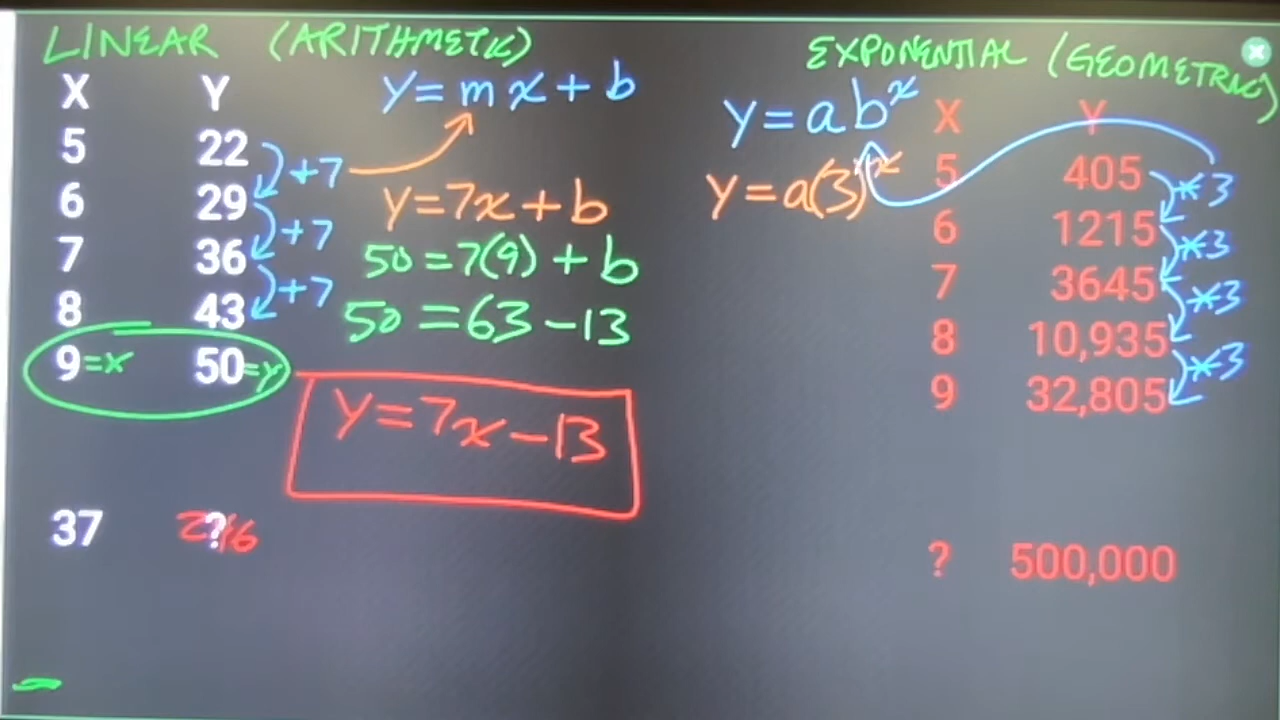 LINEAR (ARITHMETIC)
X Y
5 22
6 29
7 36
8 43
9=x 50=y
37 ?
+7
+7
+7
y=mx+b
y=7x+b
50=7(9)+b
50=63-13
y=7x-13
EXPONENTIAL (GEOMETRIC)
y=ab^x
y=a(3)^x
X Y
5 405
6 1215
7 3645
8 10,935
9 32,805
? 500,000
*3
*3
*3
*3